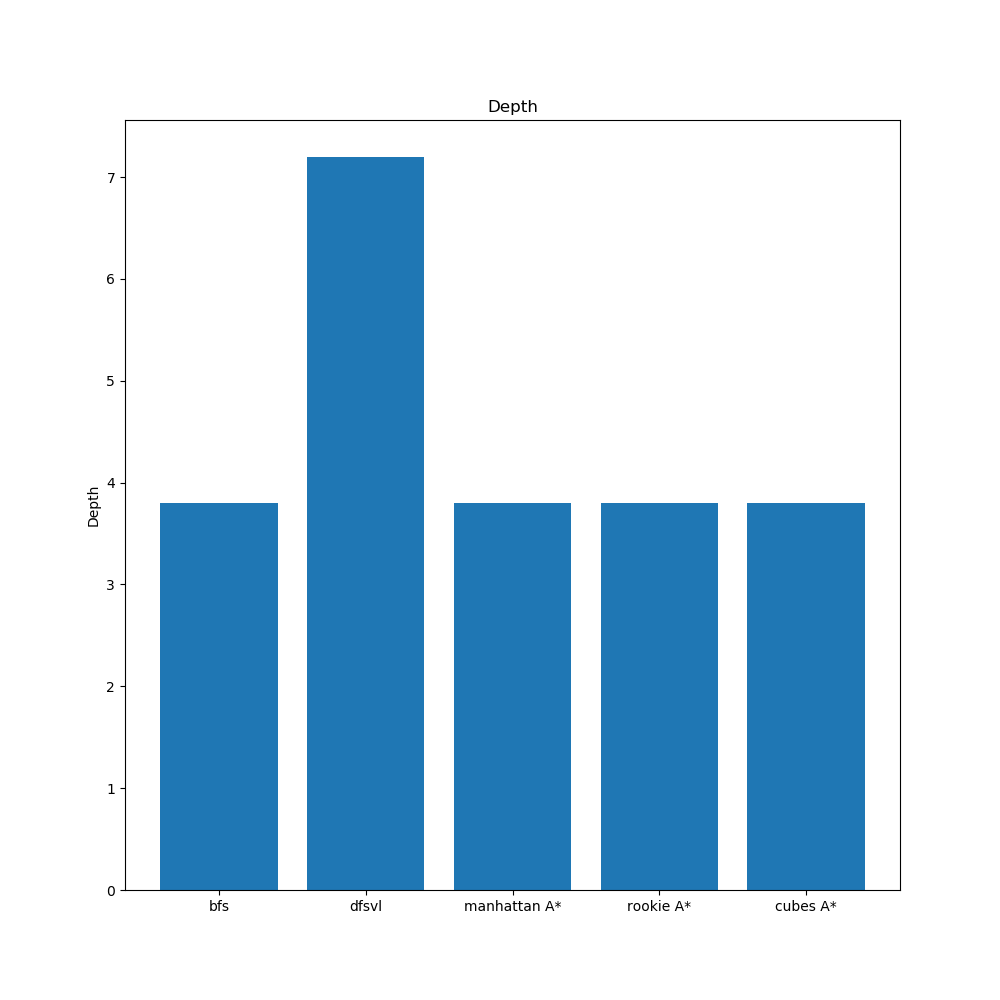 Depth
Depth
7
6
5
4
3
2
1
0
bfs
dfsvl
manhattan A*
rookie A*
cubes A*